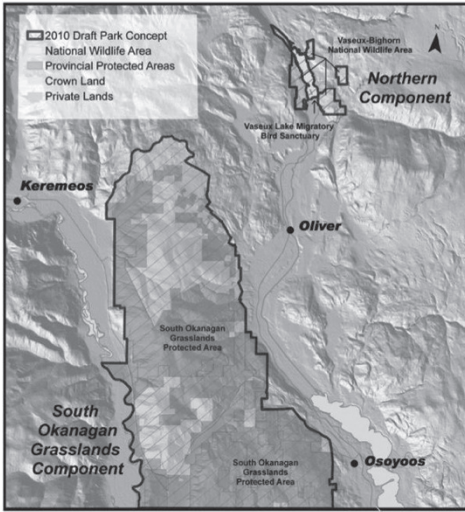 2010 Draft Park Concept
National Wildlife Area
Provincial Protected Areas
Crown Land
Private Lands
Vaseux-Bighorn
National Wildlife Area
N
Northern
Component
Vaseux Lake Migratory
Bird Sanctuary
Keremeos
Oliver
South Okanagan
Grasslands
Protected Area
South
Okanagan
Grasslands
Component
South Okanagan
Grasslands
Protected Area
Osoyoos